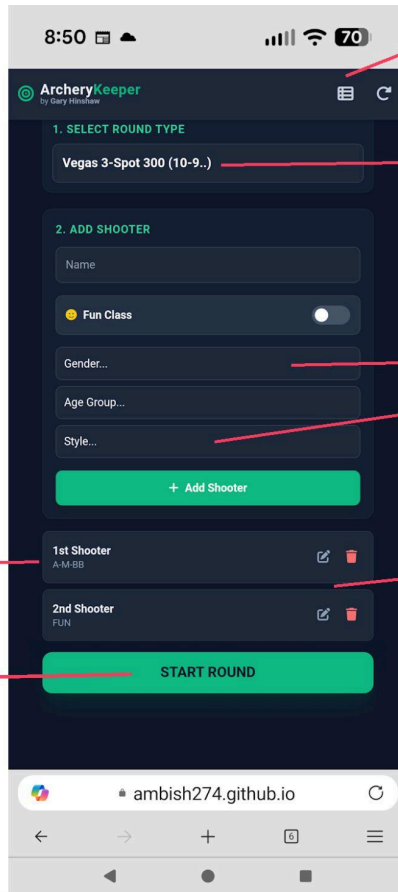 8:50
70
ArcheryKeeper
by Gary Hinshaw
1. SELECT ROUND TYPE
Vegas 3-Spot 300 (10-9..)
2. ADD SHOOTER
Name
Fun Class
Gender...
Age Group...
Style...
+ Add Shooter
1st Shooter
A-M-BB
2nd Shooter
FUN
START ROUND
ambish274.github.io
6